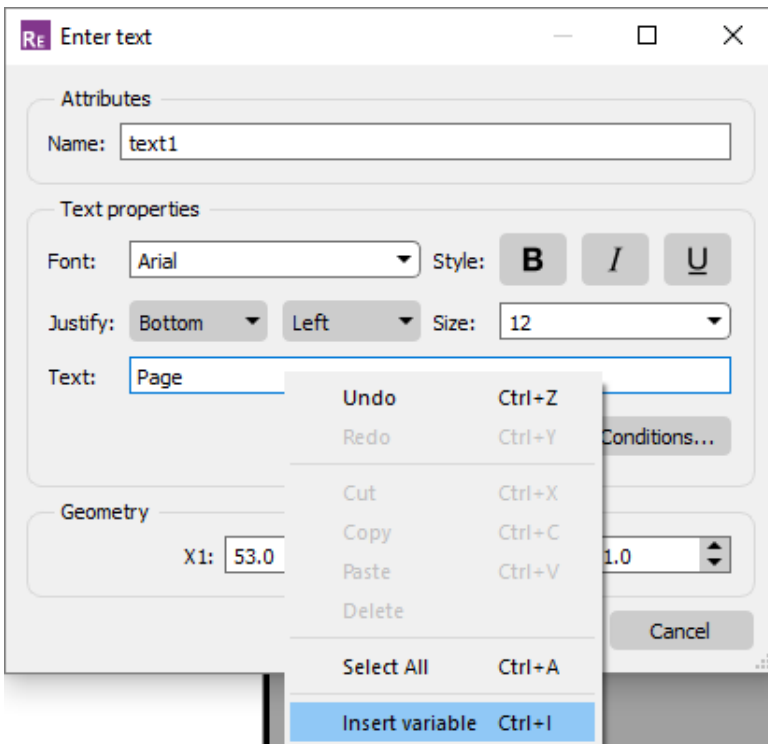 RE Enter text
Attributes
Name: text1
Text properties
Font: Arial Style: B I U
Justify: Bottom Left Size: 12
Text: Page
Undo Ctrl+Z
Redo Ctrl+Y
Conditions...
Cut Ctrl+X
Geometry
Copy Ctrl+C
X1: 53.0 1.0
Paste Ctrl+V
Delete
Cancel
Select All Ctrl+A
Insert variable Ctrl+I